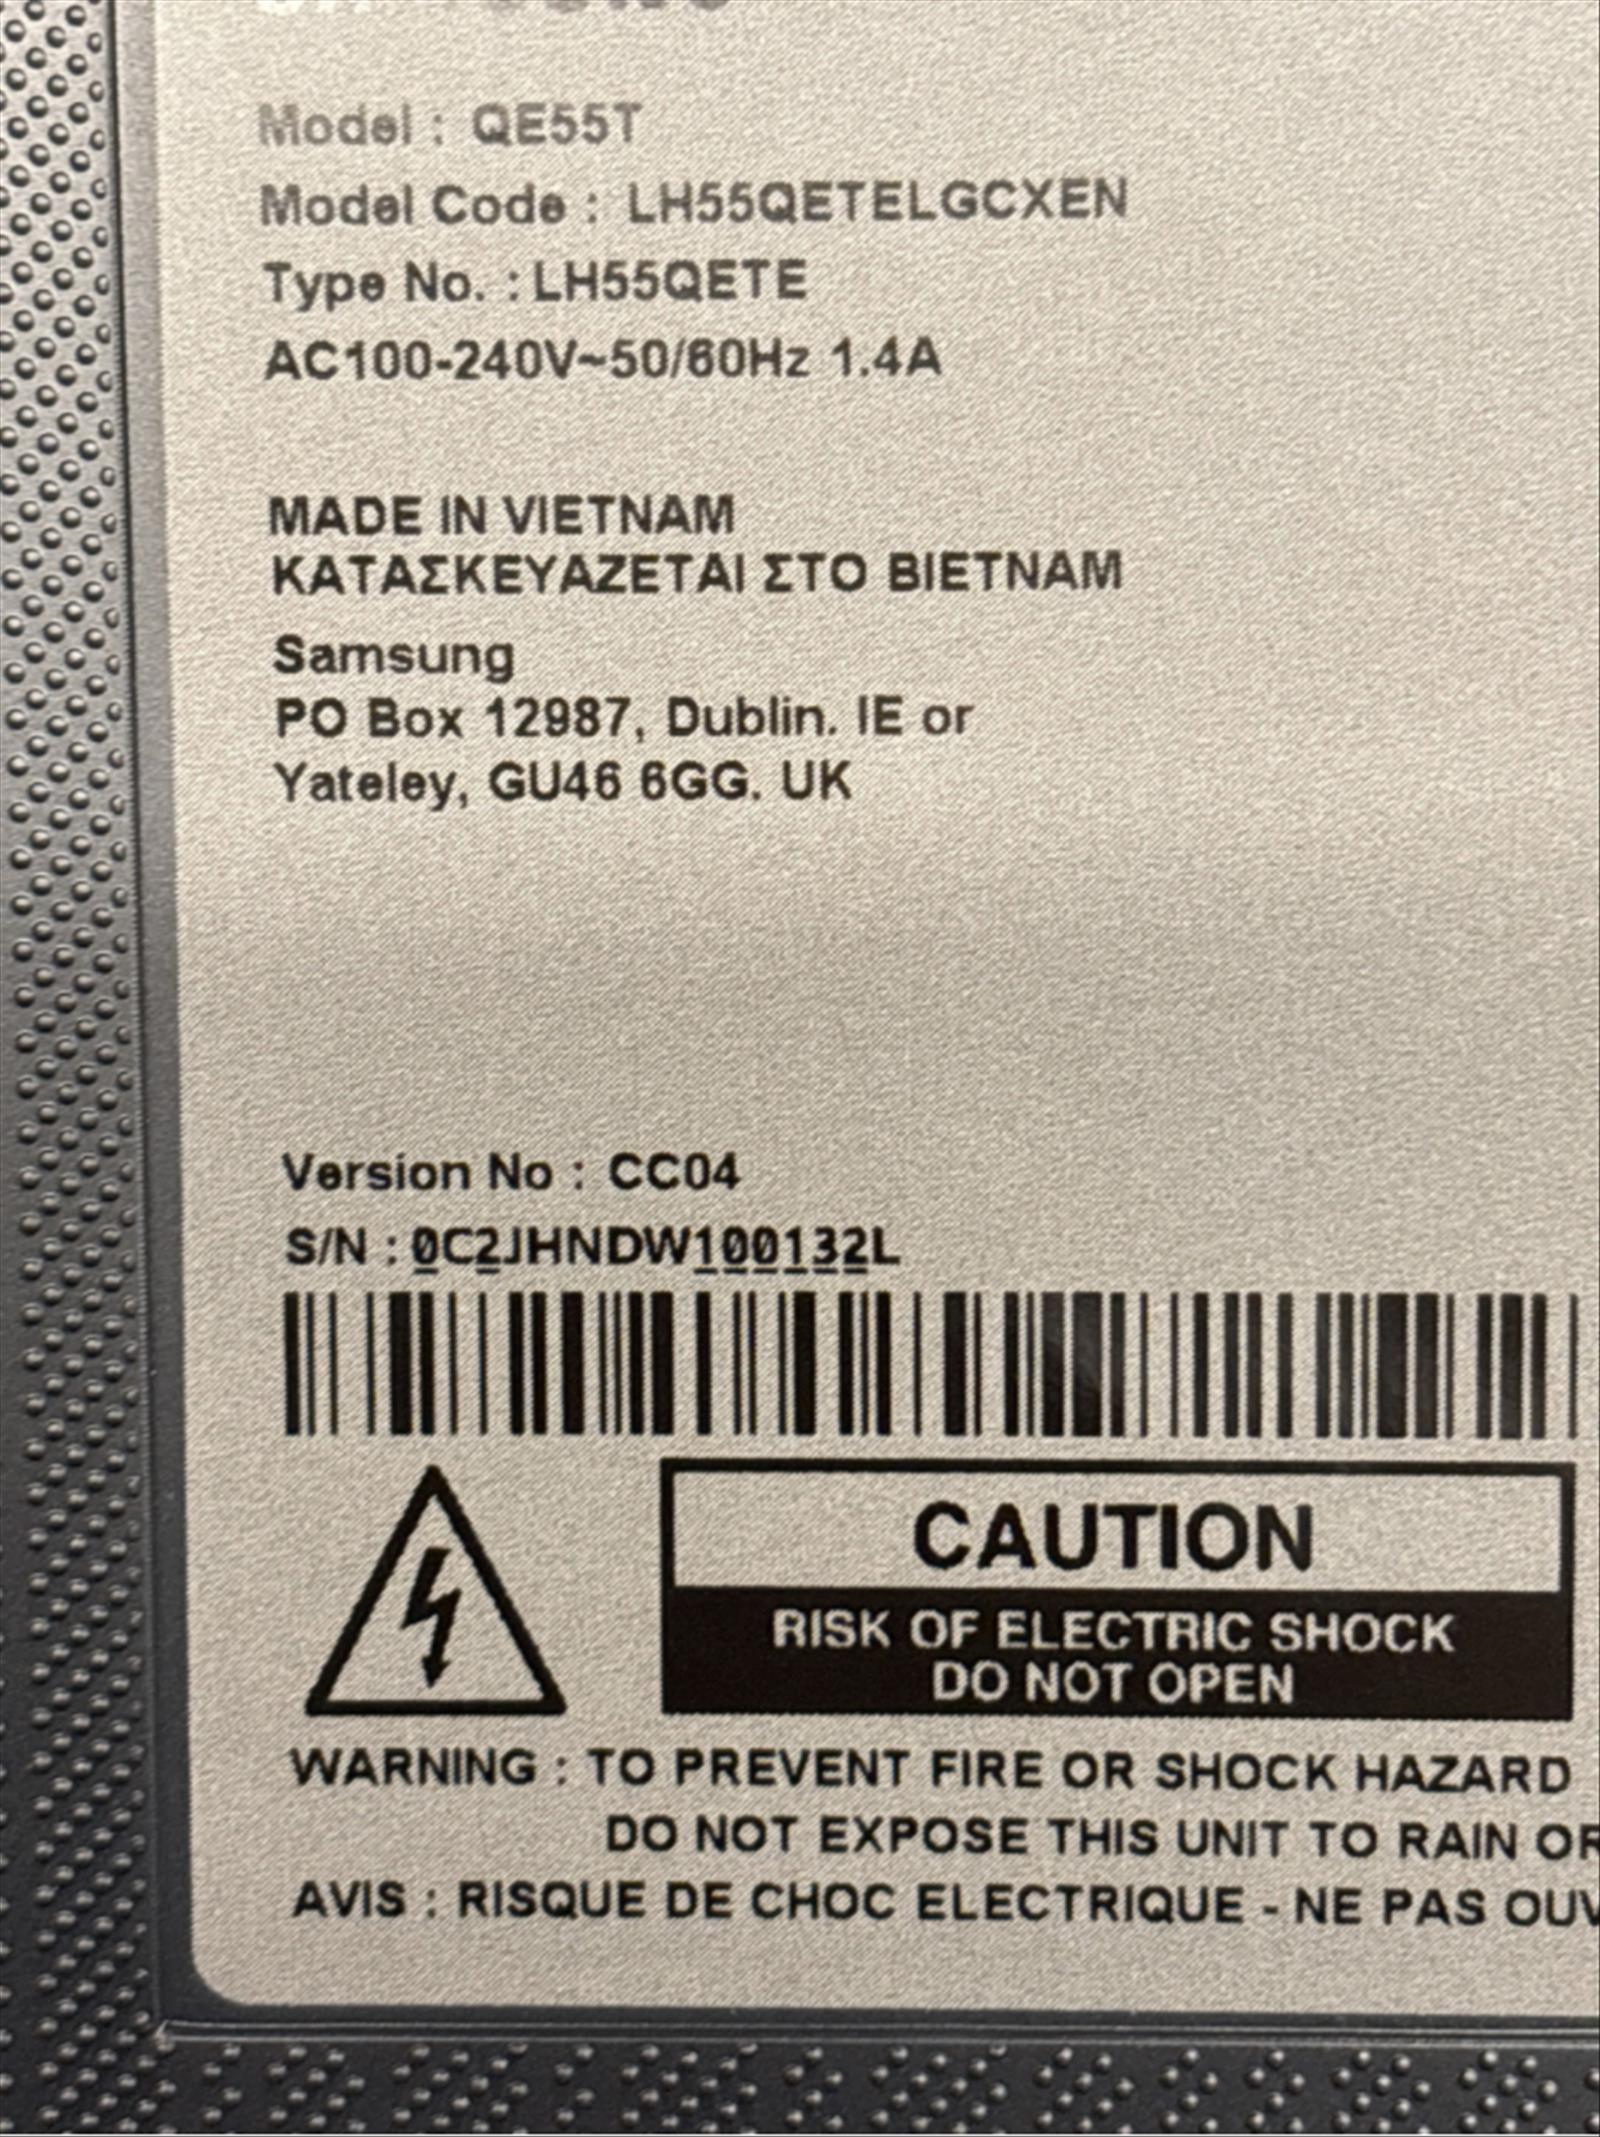 Model : QE55T
Model Code : LH55QETELGCXEN
Type No. : LH55QETE
AC100-240V~50/60Hz 1.4A
MADE IN VIETNAM
ΚΑΤΑΣΚΕΥΑΖΕΤΑΙ ΣΤΟ ΒΙΕΤΝΑΜ
Samsung
PO Box 12987, Dublin. IE or
Yateley, GU46 6GG. UK
Version No : CC04
S/N : 0C2JHNDW100132L
CAUTION
RISK OF ELECTRIC SHOCK
DO NOT OPEN
WARNING : TO PREVENT FIRE OR SHOCK HAZARD
DO NOT EXPOSE THIS UNIT TO RAIN OR
AVIS : RISQUE DE CHOC ELECTRIQUE - NE PAS OUV